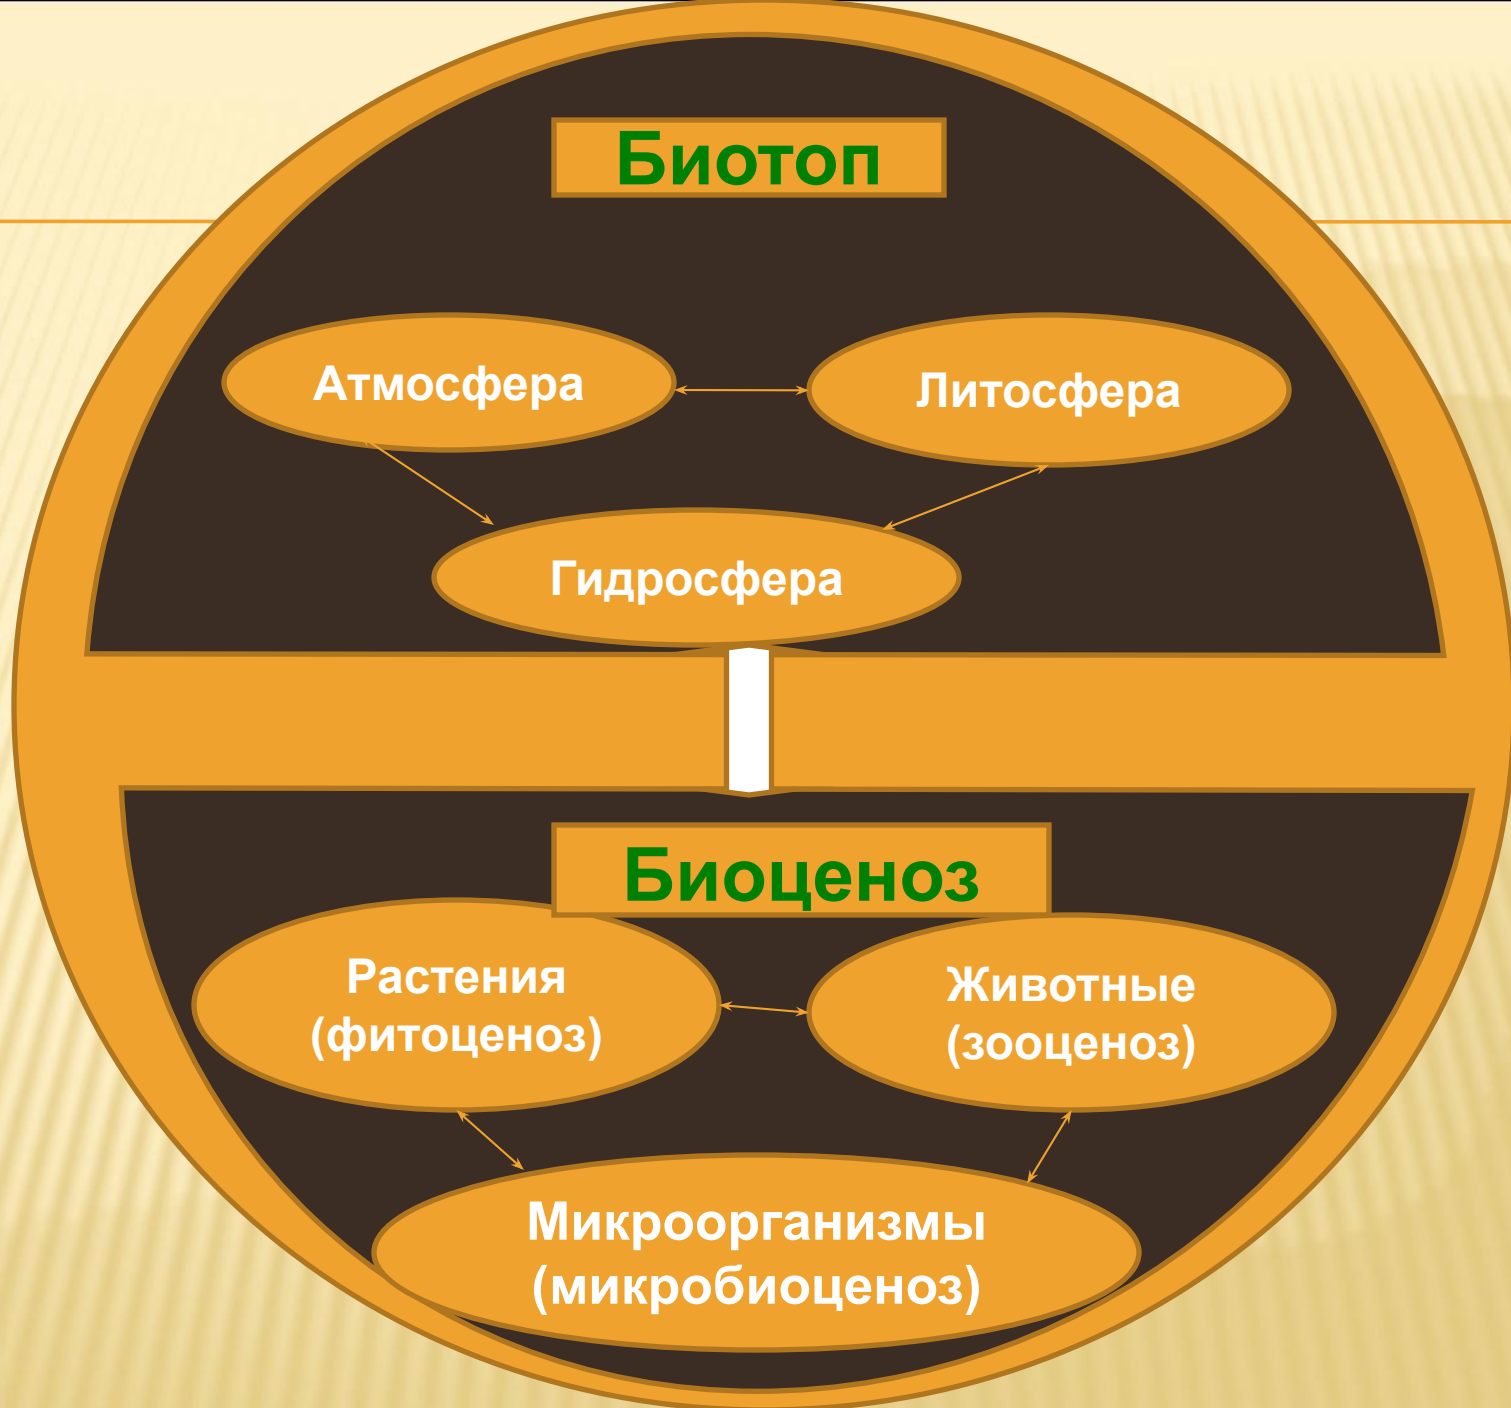 Биотоп
Атмосфера
Литосфера
Гидросфера
Биоценоз
Растения
(фитоценоз)
Животные
(зооценоз)
Микроорганизмы
(микробиоценоз)